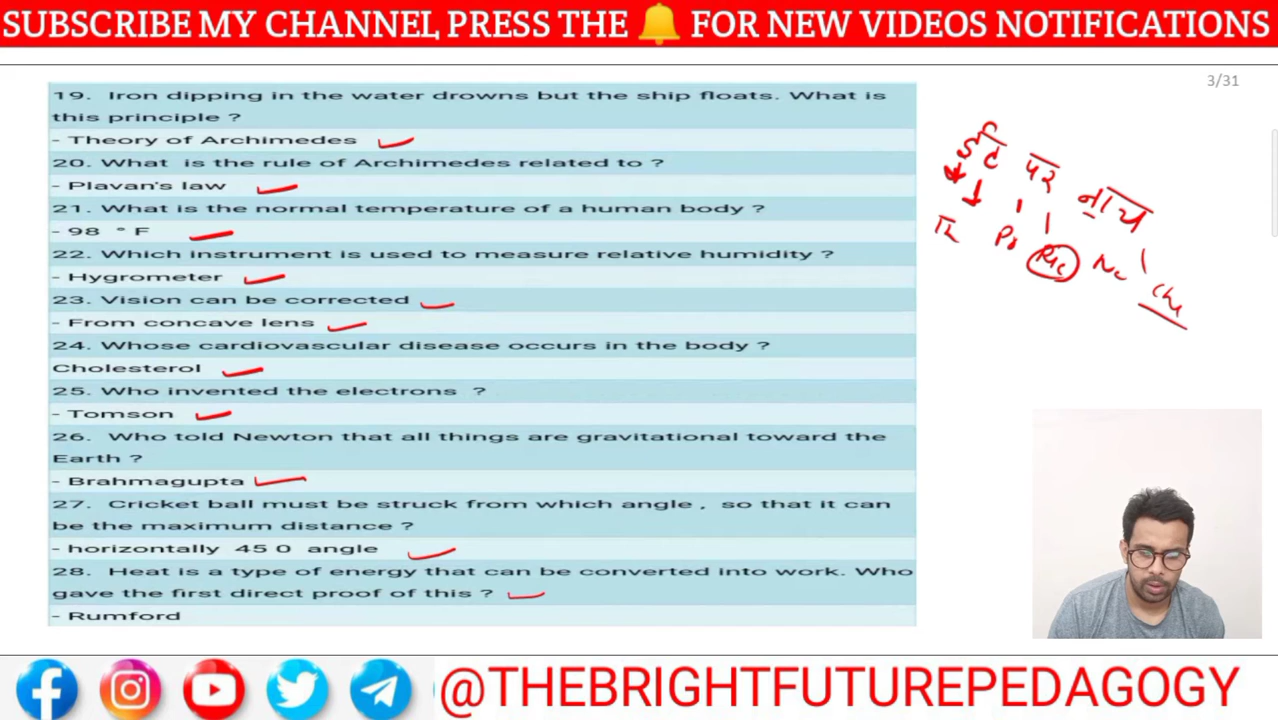 SUBSCRIBE MY CHANNEL, PRESS THE 🔔 FOR NEW VIDEOS NOTIFICATIONS
3/31
19. Iron dipping in the water drowns but the ship floats. What is
this principle ?
- Theory of Archimedes
20. What is the rule of Archimedes related to ?
- Plavan's law
21. What is the normal temperature of a human body ?
- 98 ° F
22. Which instrument is used to measure relative humidity ?
- Hygrometer
23. Vision can be corrected
- From concave lens
24. Whose cardiovascular disease occurs in the body ?
Cholesterol
25. Who invented the electrons ?
- Tomson
26. Who told Newton that all things are gravitational toward the
Earth ?
- Brahmagupta
27. Cricket ball must be struck from which angle , so that it can
be the maximum distance ?
- horizontally 45 0 angle
28. Heat is a type of energy that can be converted into work. Who
gave the first direct proof of this ?
- Rumford
पर
@THEBRIGHTFUTUREPEDAGOGY